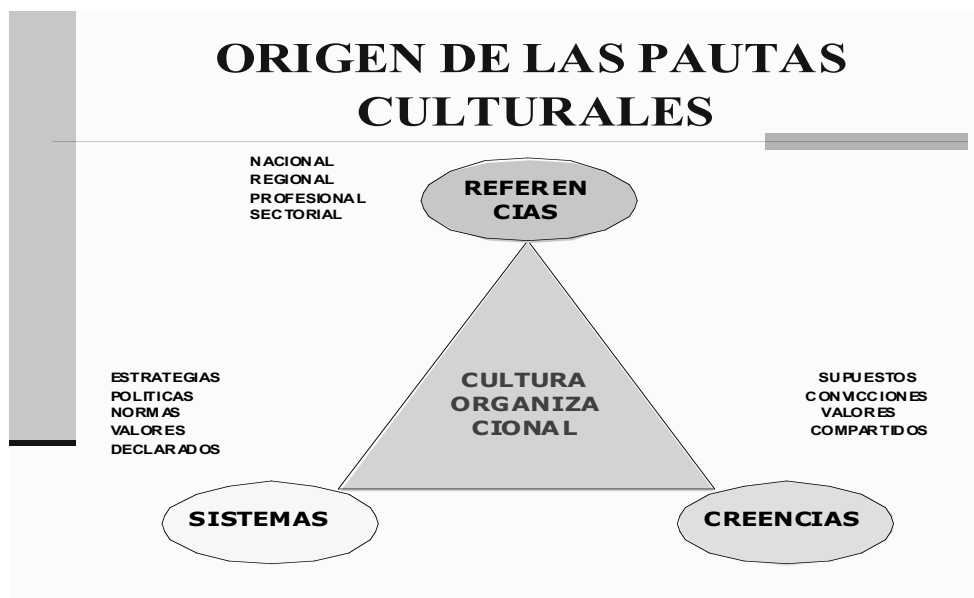 ORIGEN DE LAS PAUTAS
CULTURALES
NACIONAL
REGIONAL
PROFESIONAL
SECTORIAL
REFEREN
CIAS
ESTRATEGIAS
POLITICAS
NORMAS
VALORES
DECLARADOS
CULTURA
ORGANIZA
CIONAL
SUPUESTOS
CONVICCIONES
VALORES
COMPARTIDOS
SISTEMAS
CREENCIAS